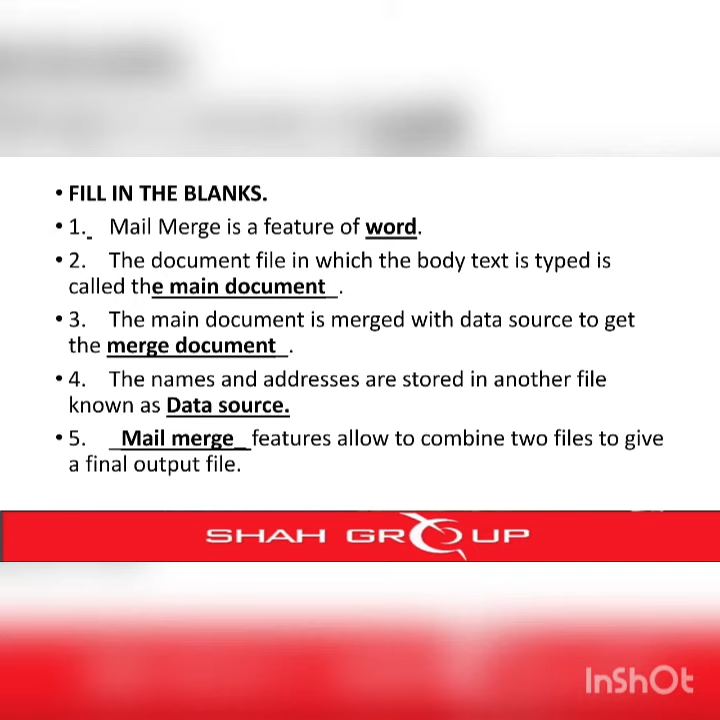 • FILL IN THE BLANKS.
• 1._ Mail Merge is a feature of word.
• 2. The document file in which the body text is typed is
called the main document .
• 3. The main document is merged with data source to get
the merge document .
• 4. The names and addresses are stored in another file
known as Data source.
• 5. _Mail merge_ features allow to combine two files to give
a final output file.
SHAH GROUP
InShOt